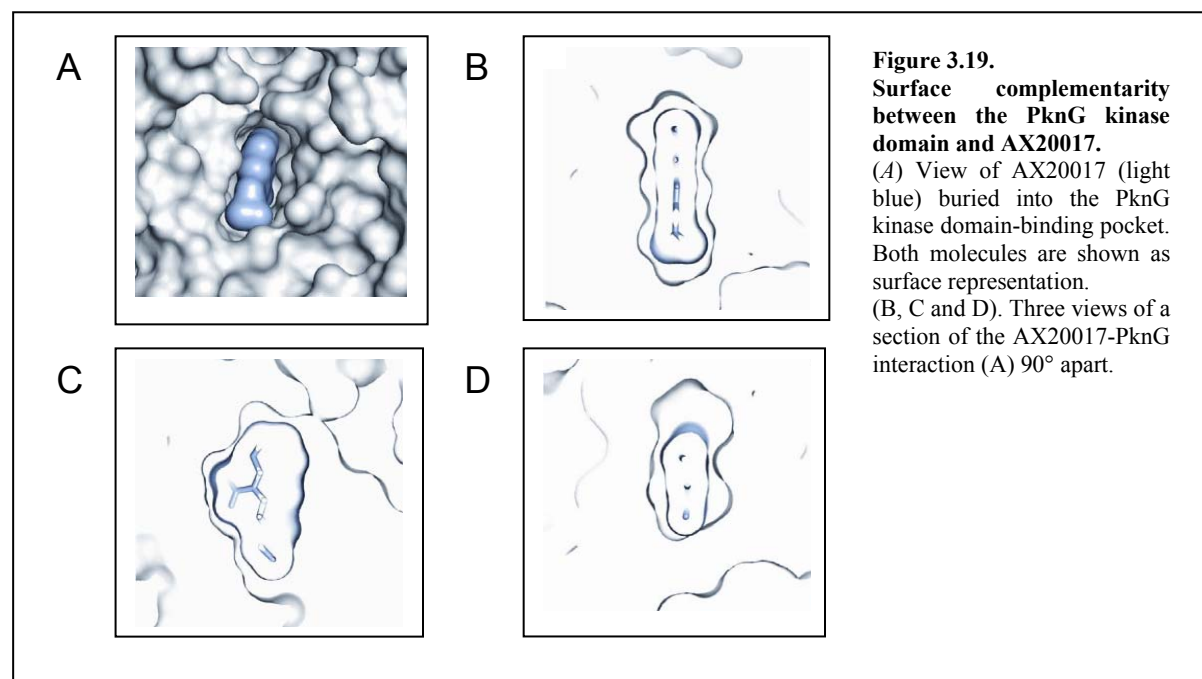 A
B
Figure 3.19.
Surface complementarity
between the PknG kinase
domain and AX20017.
(A) View of AX20017 (light
blue) buried into the PknG
kinase domain-binding pocket.
Both molecules are shown as
surface representation.
(B, C and D). Three views of a
section of the AX20017-PknG
interaction (A) 90° apart.
C
D